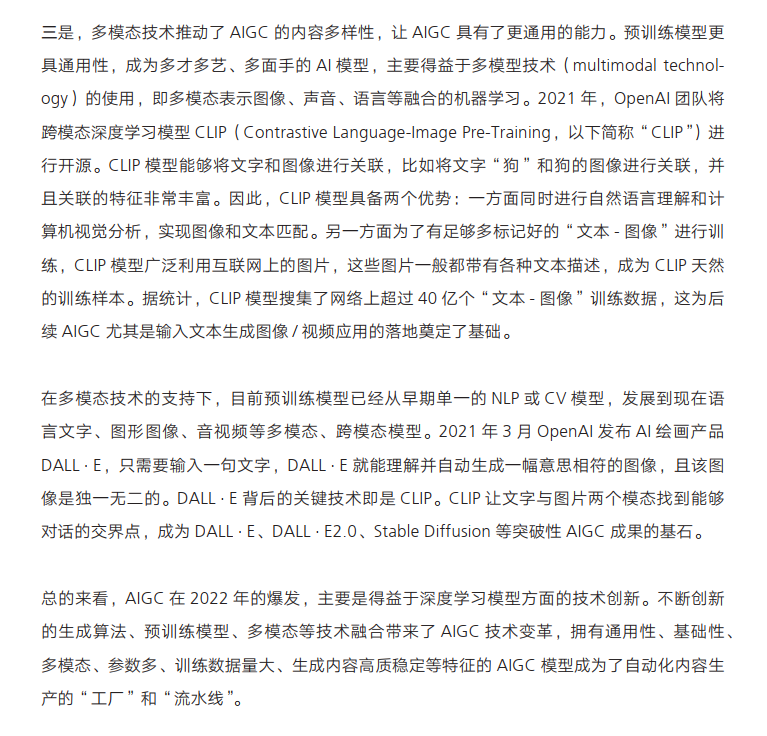 三是，多模态技术推动了 AIGC 的内容多样性，让 AIGC 具有了更通用的能力。预训练模型更
具通用性，成为多才多艺、多面手的 AI 模型，主要得益于多模型技术（multimodal technol-
ogy）的使用，即多模态表示图像、声音、语言等融合的机器学习。2021 年，OpenAI 团队将
跨模态深度学习模型 CLIP（Contrastive Language-Image Pre-Training，以下简称“CLIP”）进
行开源。CLIP 模型能够将文字和图像进行关联，比如将文字“狗”和狗的图像进行关联，并
且关联的特征非常丰富。因此，CLIP 模型具备两个优势：一方面同时进行自然语言理解和计
算机视觉分析，实现图像和文本匹配。另一方面为了有足够多标记好的“文本 - 图像”进行训
练，CLIP 模型广泛利用互联网上的图片，这些图片一般都带有各种文本描述，成为 CLIP 天然
的训练样本。据统计，CLIP 模型搜集了网络上超过 40 亿个“文本 - 图像”训练数据，这为后
续 AIGC 尤其是输入文本生成图像 / 视频应用的落地奠定了基础。
在多模态技术的支持下，目前预训练模型已经从早期单一的 NLP 或 CV 模型，发展到现在语
言文字、图形图像、音视频等多模态、跨模态模型。2021 年 3 月 OpenAI 发布 AI 绘画产品
DALL · E，只需要输入一句文字，DALL · E 就能理解并自动生成一幅意思相符的图像，且该图
像是独一无二的。DALL · E 背后的关键技术即是 CLIP。CLIP 让文字与图片两个模态找到能够
对话的交界点，成为 DALL · E、DALL · E2.0、Stable Diffusion 等突破性 AIGC 成果的基石。
总的来看，AIGC 在 2022 年的爆发，主要是得益于深度学习模型方面的技术创新。不断创新
的生成算法、预训练模型、多模态等技术融合带来了 AIGC 技术变革，拥有通用性、基础性、
多模态、参数多、训练数据量大、生成内容高质稳定等特征的 AIGC 模型成为了自动化内容生
产的“工厂”和“流水线”。